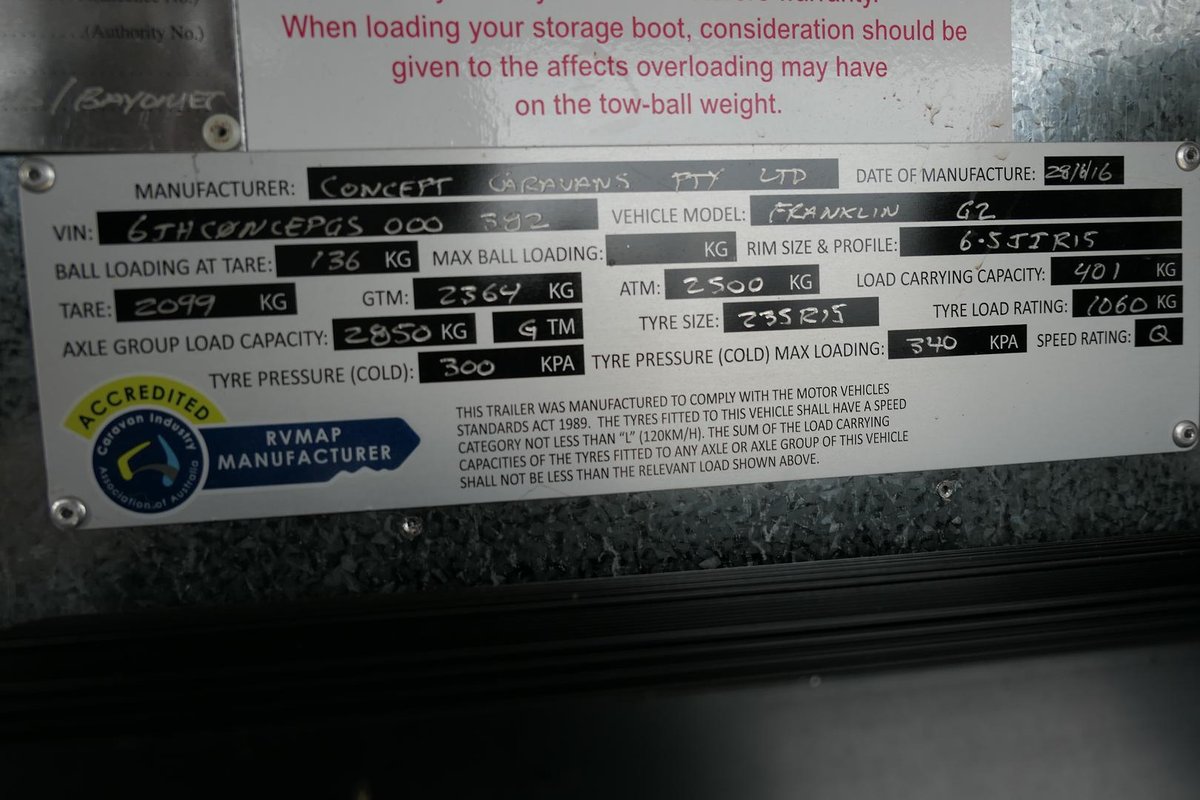 (Authority No.)
/ BAYONET
When loading your storage boot, consideration should be
given to the affects overloading may have
on the tow-ball weight.
MANUFACTURER: CONCEPT CARAVANS PTY LTD DATE OF MANUFACTURE: 28/6/16
VIN: 6JHCØNCEPGS 000 392 VEHICLE MODEL: FRANKLIN G2
BALL LOADING AT TARE: 136 KG MAX BALL LOADING: KG RIM SIZE & PROFILE: 6.5JJR15
TARE: 2099 KG GTM: 2364 KG ATM: 2500 KG LOAD CARRYING CAPACITY: 401 KG
AXLE GROUP LOAD CAPACITY: 2850 KG G TM TYRE SIZE: 235R15 TYRE LOAD RATING: 1060 KG
TYRE PRESSURE (COLD): 300 KPA TYRE PRESSURE (COLD) MAX LOADING: 340 KPA SPEED RATING: Q
ACCREDITED
Caravan Industry
Association of Australia
RVMAP
MANUFACTURER
THIS TRAILER WAS MANUFACTURED TO COMPLY WITH THE MOTOR VEHICLES
STANDARDS ACT 1989. THE TYRES FITTED TO THIS VEHICLE SHALL HAVE A SPEED
CATEGORY NOT LESS THAN "L" (120KM/H). THE SUM OF THE LOAD CARRYING
CAPACITIES OF THE TYRES FITTED TO ANY AXLE OR AXLE GROUP OF THIS VEHICLE
SHALL NOT BE LESS THAN THE RELEVANT LOAD SHOWN ABOVE.